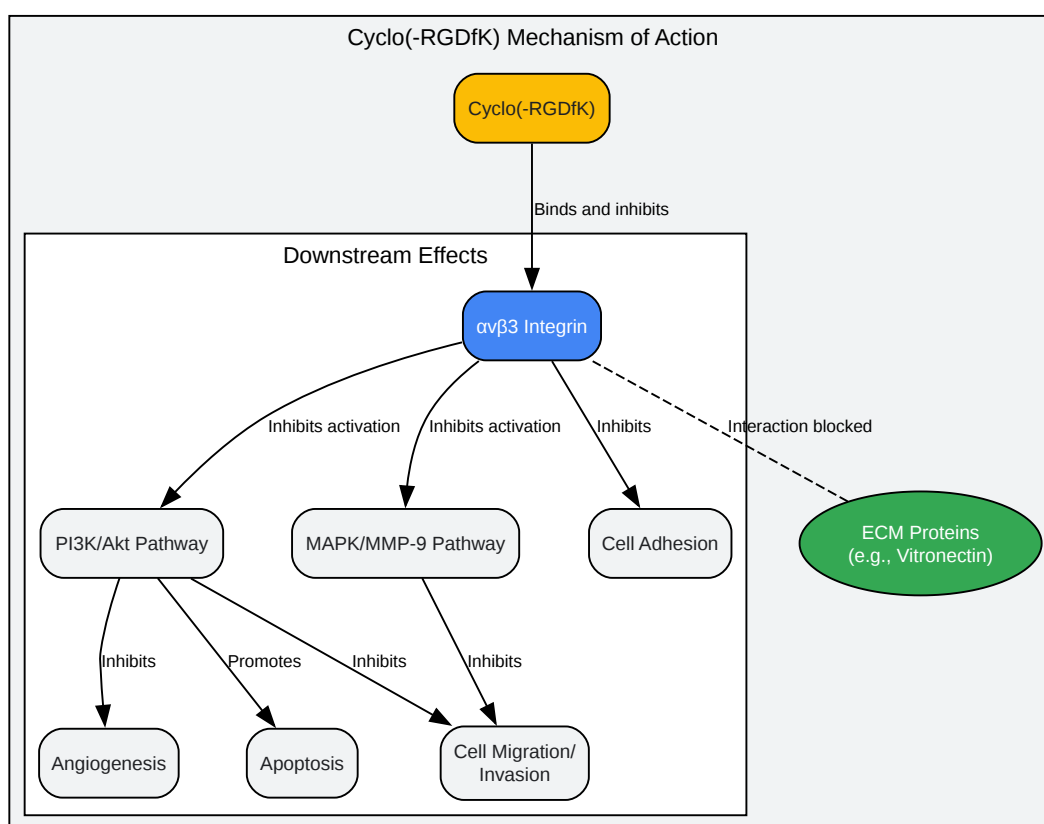 Cyclo(-RGDfK) Mechanism of Action
Cyclo(-RGDfK)
Binds and inhibits
Downstream Effects
αvβ3 Integrin
Inhibits activation
Inhibits activation
Inhibits
Interaction blocked
PI3K/Akt Pathway
MAPK/MMP-9 Pathway
Cell Adhesion
ECM Proteins
(e.g., Vitronectin)
Inhibits
Promotes
Inhibits
Inhibits
Angiogenesis
Apoptosis
Cell Migration/
Invasion